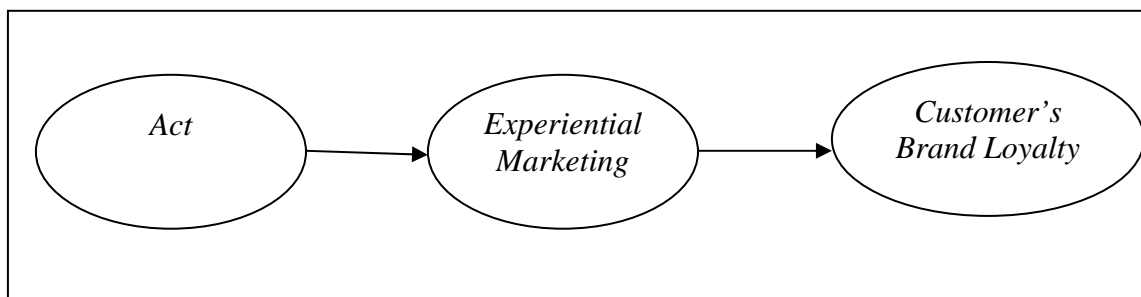 Act
Experiential
Marketing
Customer’s
Brand Loyalty